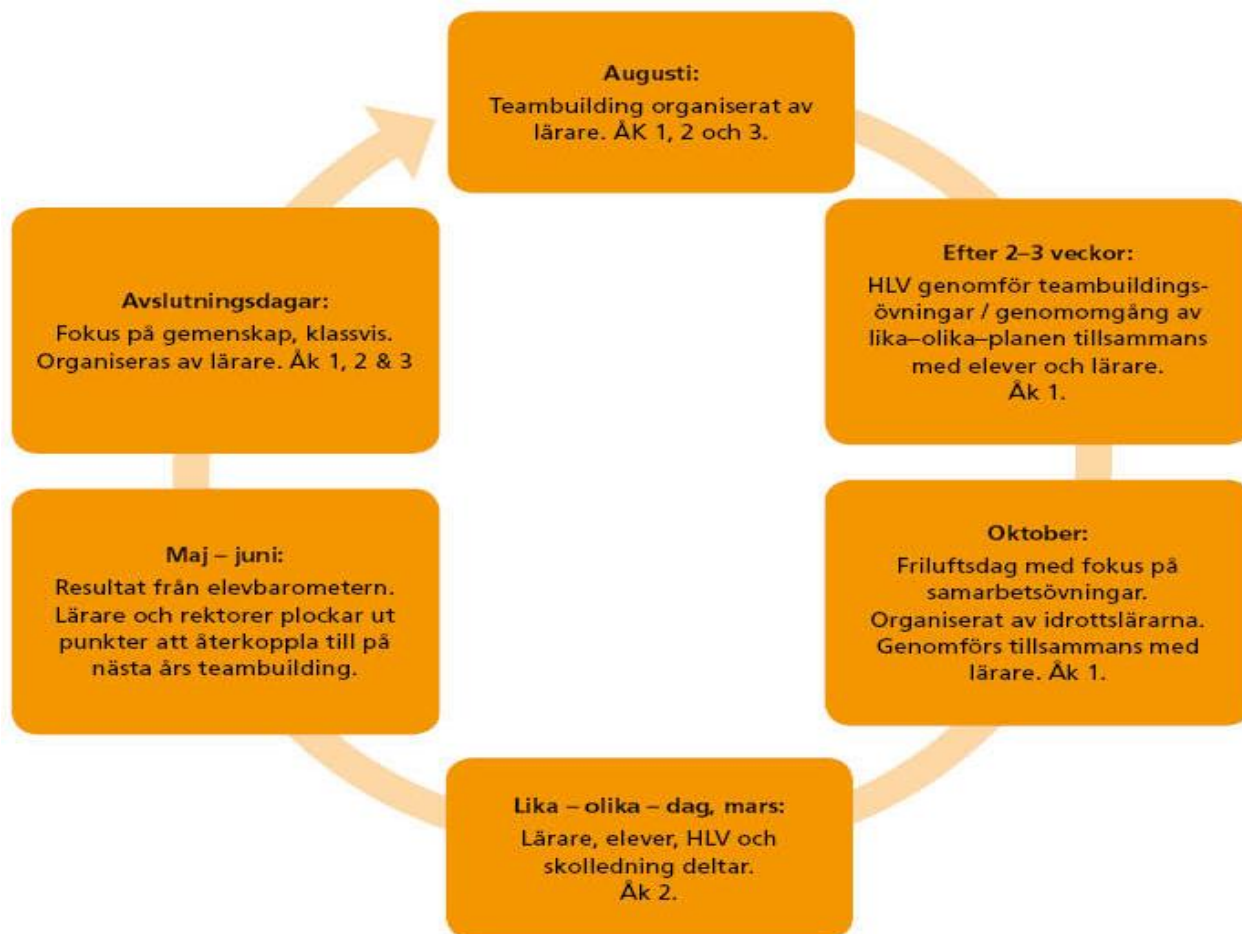 Augusti:
Teambuilding organiserat av
lärare. ÅK 1, 2 och 3.
Efter 2–3 veckor:
HLV genomför teambuildings-
övningar / genomomgång av
lika–olika–planen tillsammans
med elever och lärare.
Åk 1.
Oktober:
Friluftsdag med fokus på
samarbetsövningar.
Organiserat av idrottslärarna.
Genomförs tillsammans med
lärare. Åk 1.
Lika – olika – dag, mars:
Lärare, elever, HLV och
skolledning deltar.
Åk 2.
Maj – juni:
Resultat från elevbarometern.
Lärare och rektorer plockar ut
punkter att återkoppla till på
nästa års teambuilding.
Avslutningsdagar:
Fokus på gemenskap, klassvis.
Organiseras av lärare. Åk 1, 2 & 3